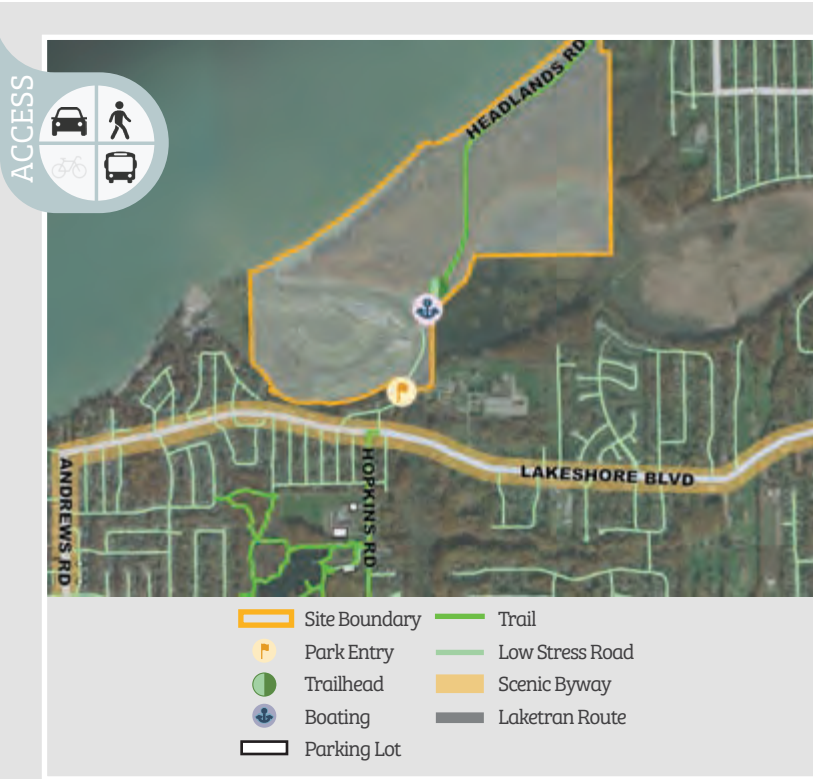 ACCESS
HEADLANDS RD
LAKESHORE BLVD
HOPKINS RD
ANDREWS RD
Site Boundary
Park Entry
Trailhead
Boating
Parking Lot
Trail
Low Stress Road
Scenic Byway
Laketran Route